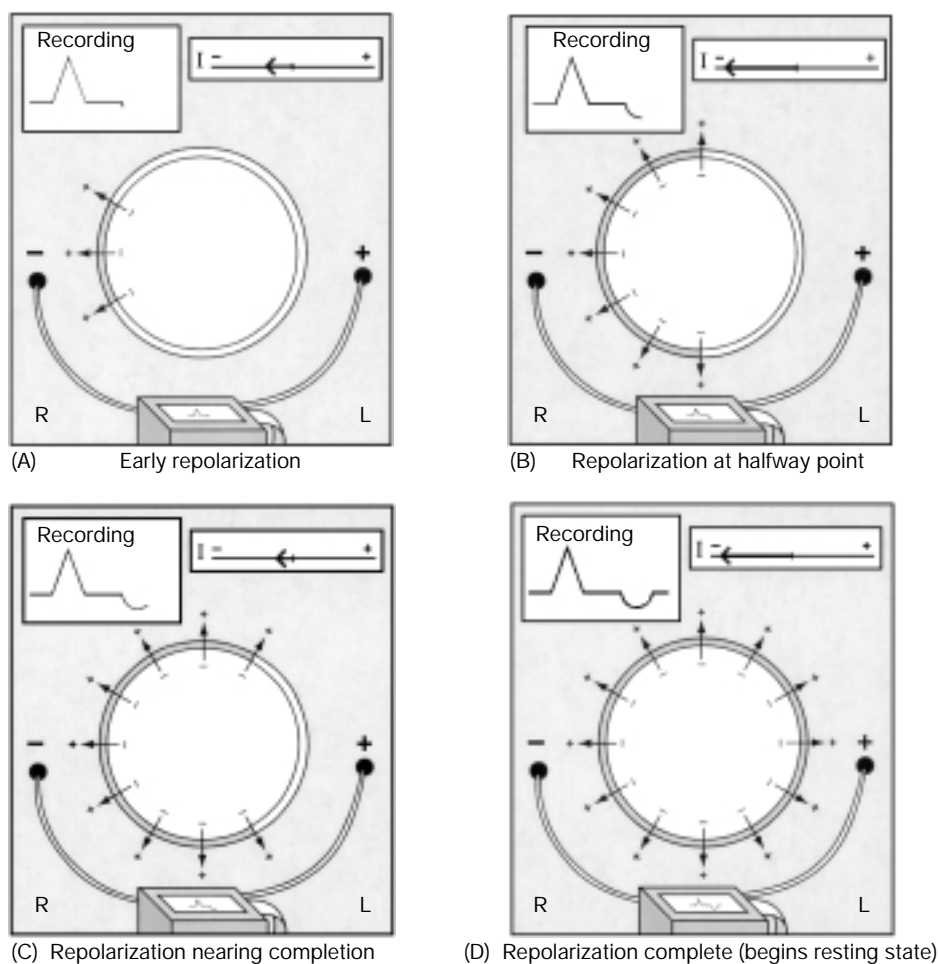 Recording
I - +
- +
R L
(A) Early repolarization
Recording
I - +
- +
R L
(B) Repolarization at halfway point
Recording
I - +
- +
R L
(C) Repolarization nearing completion
Recording
I - +
- +
R L
(D) Repolarization complete (begins resting state)